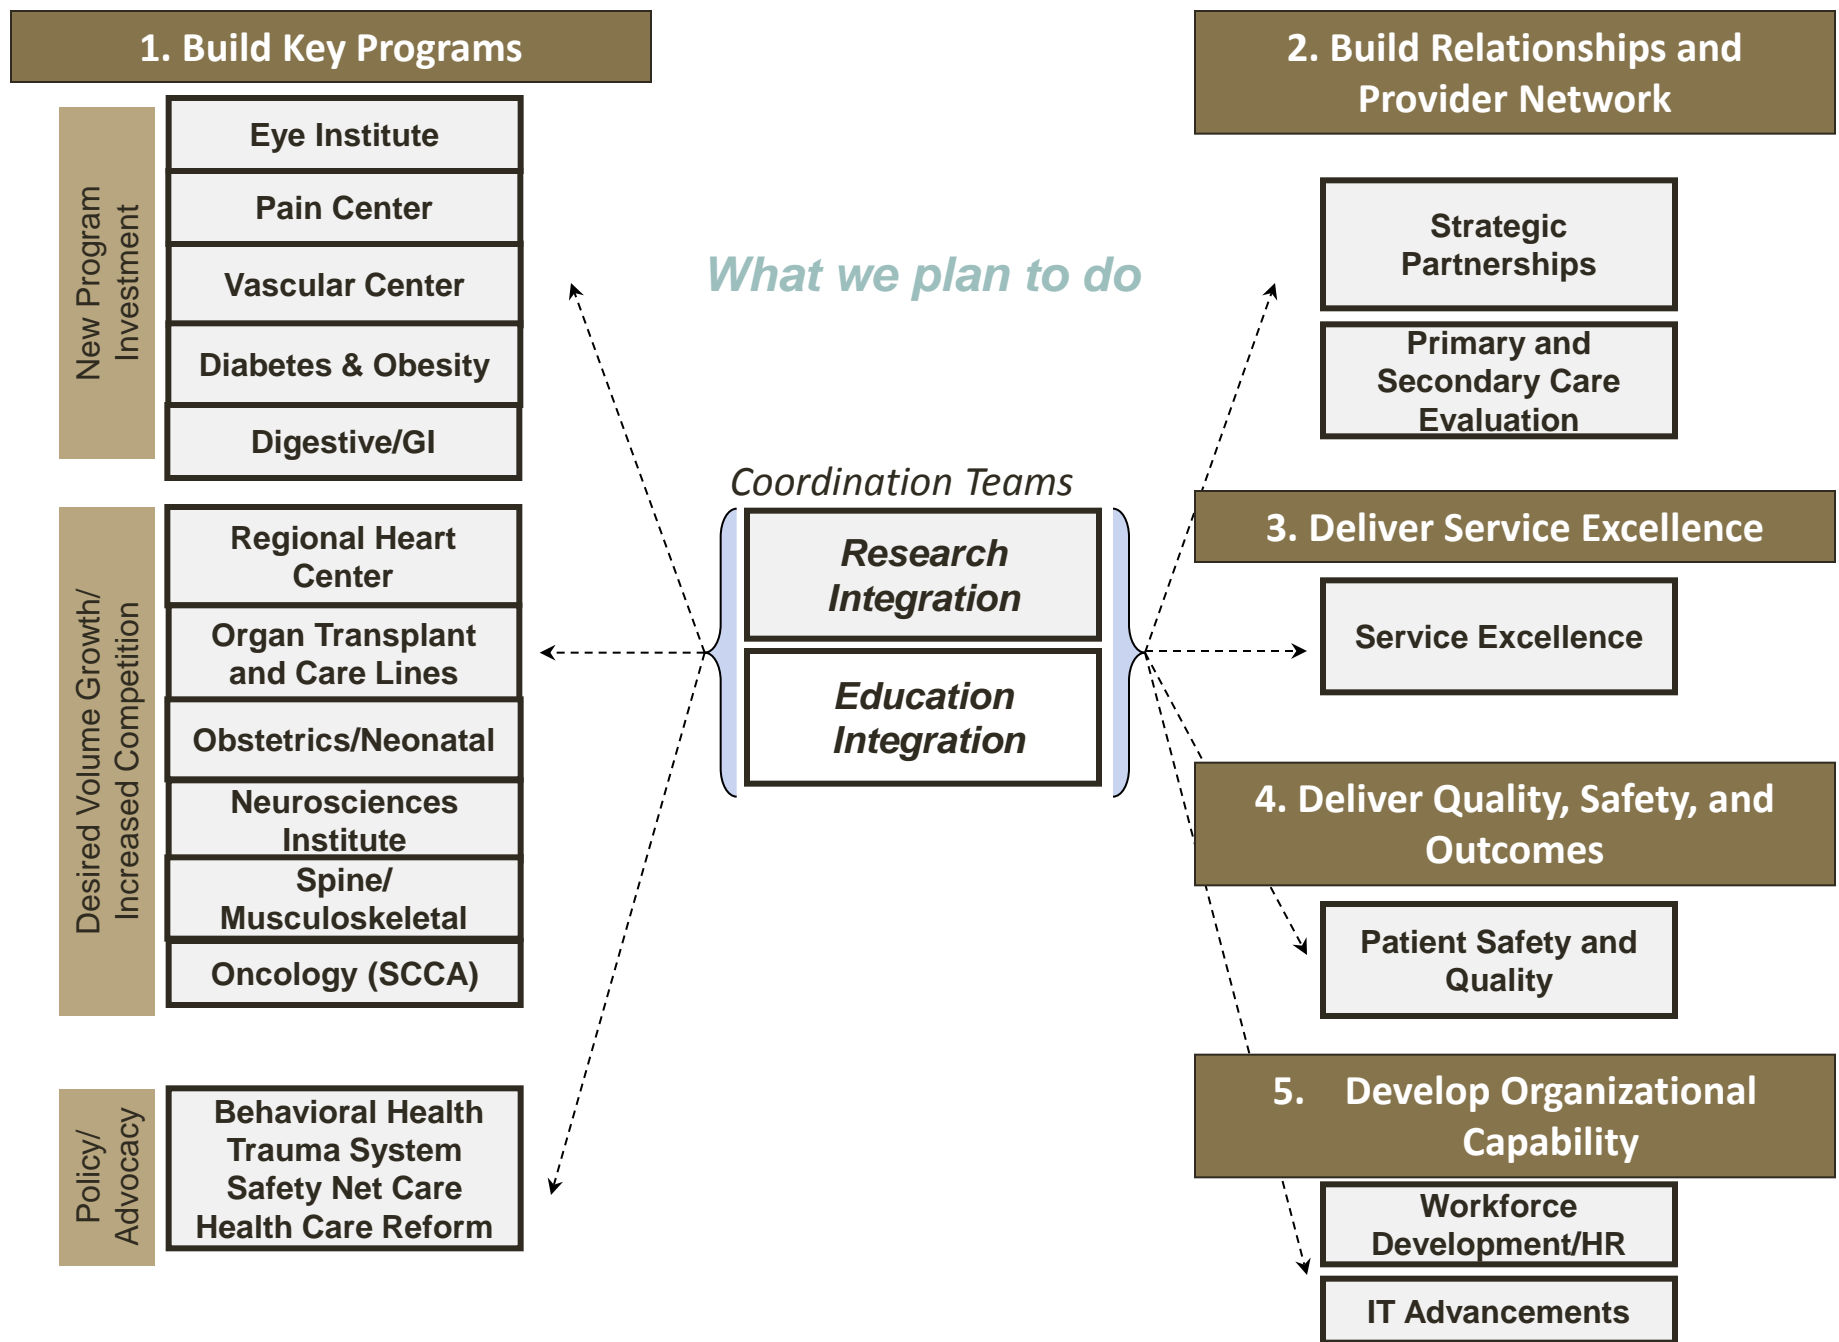 1. Build Key Programs
New Program
Investment
Eye Institute
Pain Center
Vascular Center
Diabetes & Obesity
Digestive/GI
Desired Volume Growth/
Increased Competition
Regional Heart
Center
Organ Transplant
and Care Lines
Obstetrics/Neonatal
Neurosciences
Institute
Spine/
Musculoskeletal
Oncology (SCCA)
Policy/
Advocacy
Behavioral Health
Trauma System
Safety Net Care
Health Care Reform
What we plan to do
Coordination Teams
Research
Integration
Education
Integration
2. Build Relationships and
Provider Network
Strategic
Partnerships
Primary and
Secondary Care
Evaluation
3. Deliver Service Excellence
Service Excellence
4. Deliver Quality, Safety, and
Outcomes
Patient Safety and
Quality
5. Develop Organizational
Capability
Workforce
Development/HR
IT Advancements